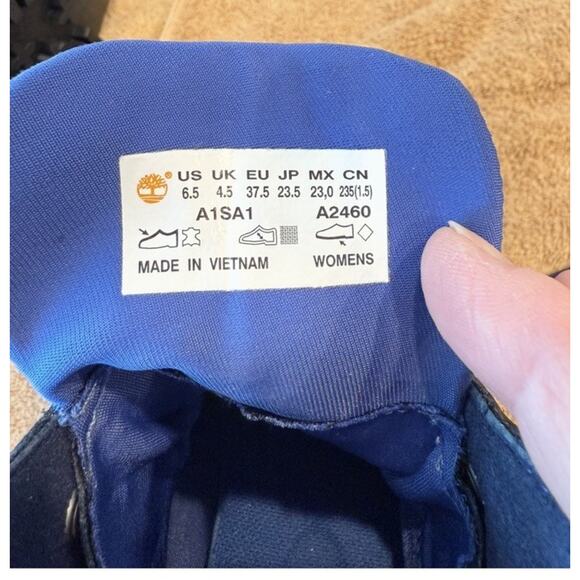 US UK EU JP MX CN
6.5 4.5 37.5 23.5 23,0 235(1.5)
A1SA1 A2460
MADE IN VIETNAM WOMENS